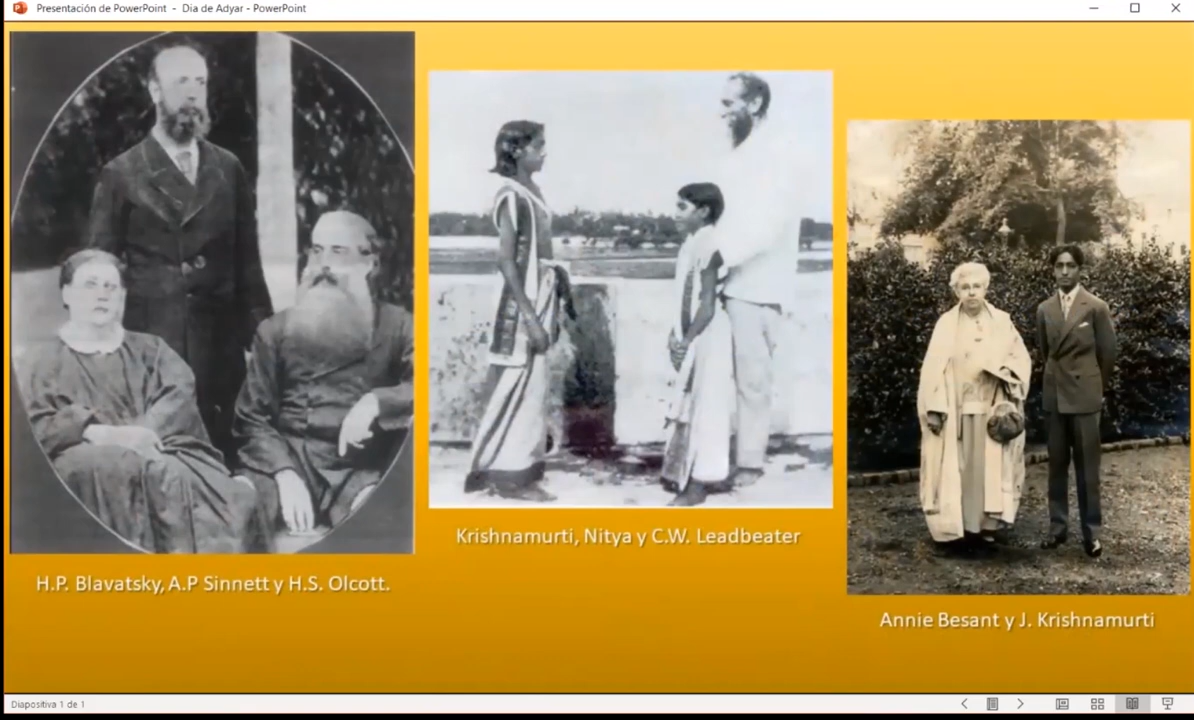 Presentación de PowerPoint - Dia de Adyar - PowerPoint
H.P. Blavatsky, A.P Sinnett y H.S. Olcott.
Krishnamurti, Nitya y C.W. Leadbeater
Annie Besant y J. Krishnamurti
Diapositiva 1 de 1